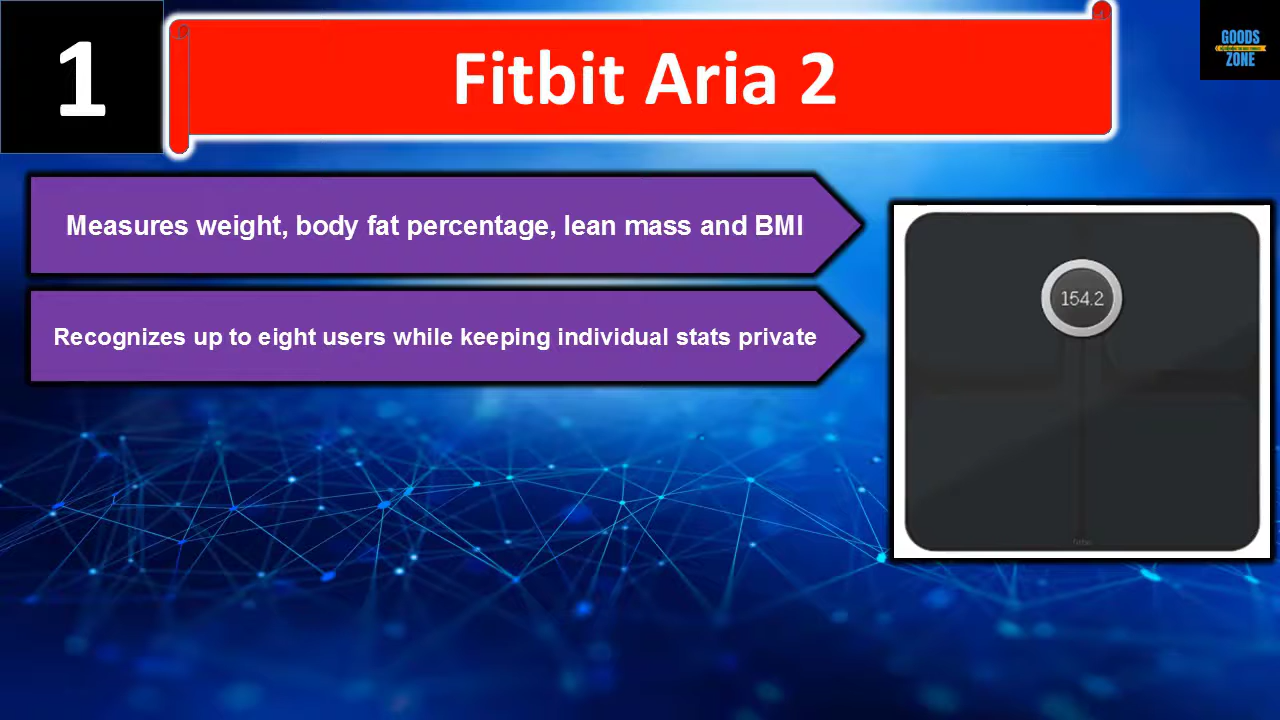 1
Fitbit Aria 2
GOODS
ZONE
Measures weight, body fat percentage, lean mass and BMI
154.2
Recognizes up to eight users while keeping individual stats private